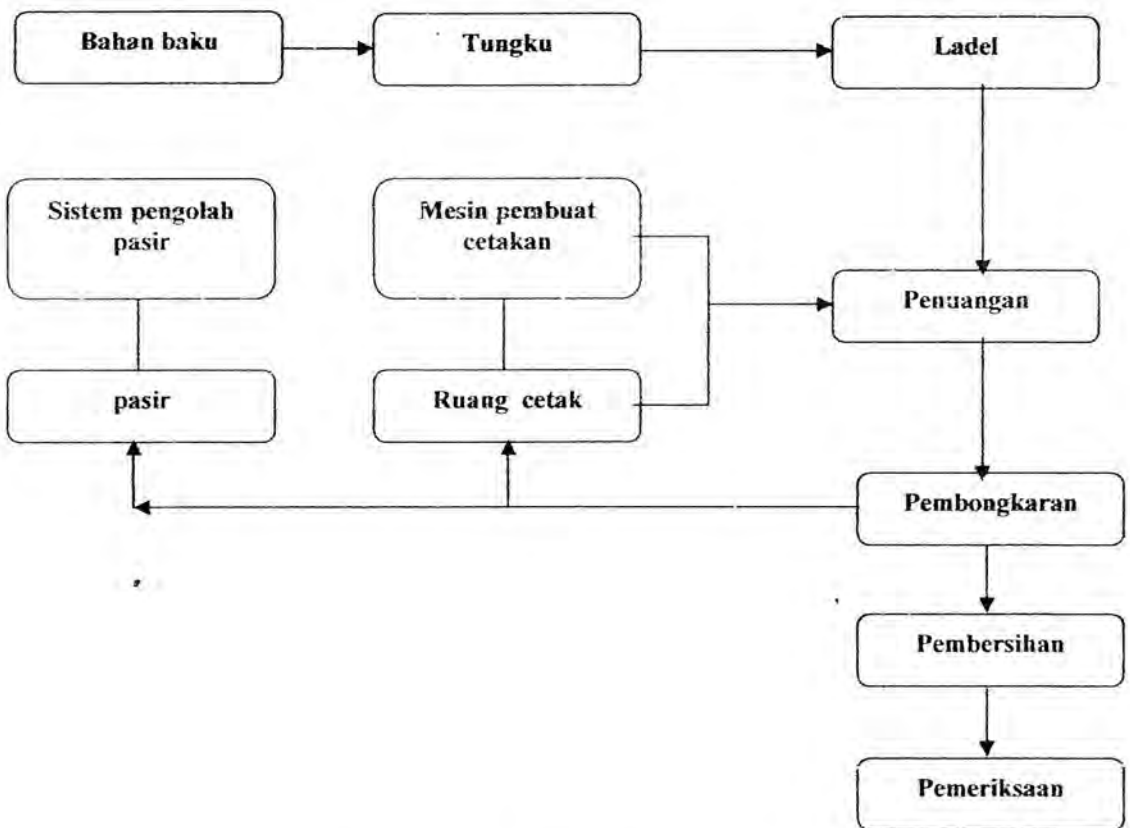 Bahan baku
Tungku
Ladel
Sistem pengolah
pasir
Mesin pembuat
cetakan
Penuangan
pasir
Ruang cetak
Pembongkaran
Pembersihan
Pemeriksaan